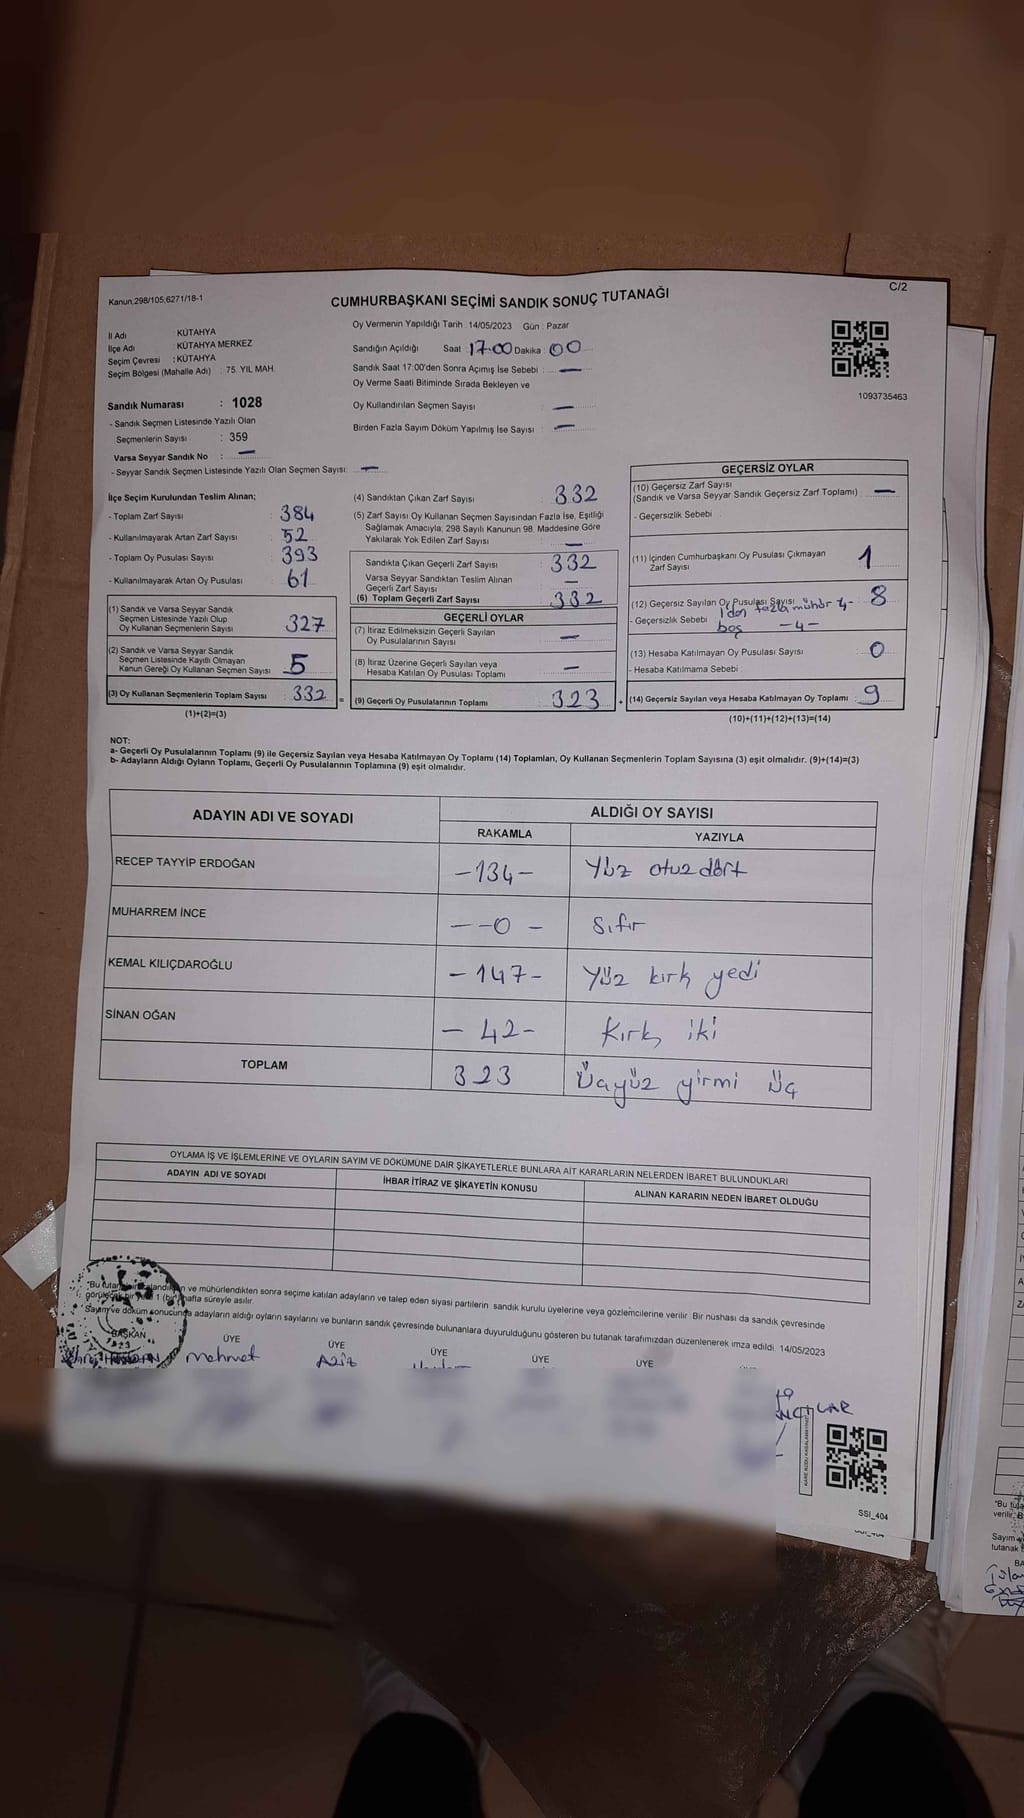 Kanun;298/105;6271/18-1
C/2
CUMHURBAŞKANI SEÇİMİ SANDIK SONUÇ TUTANAĞI
İl Adı : KÜTAHYA
İlçe Adı : KÜTAHYA MERKEZ
Seçim Çevresi : KÜTAHYA
Seçim Bölgesi (Mahalle Adı) : 75. YIL MAH.
Sandık Numarası : 1028
- Sandık Seçmen Listesinde Yazılı Olan
Seçmenlerin Sayısı : 359
Varsa Seyyar Sandık No : —
- Seyyar Sandık Seçmen Listesinde Yazılı Olan Seçmen Sayısı: —
Oy Vermenin Yapıldığı Tarih : 14/05/2023 Gün : Pazar
Sandığın Açıldığı Saat 17:00 Dakika : 00
Sandık Saat 17:00'den Sonra Açımış İse Sebebi : —
Oy Verme Saati Bitiminde Sırada Bekleyen ve
Oy Kullandırılan Seçmen Sayısı : —
Birden Fazla Sayım Döküm Yapılmış İse Sayısı : —
1093735463
İlçe Seçim Kurulundan Teslim Alınan;
- Toplam Zarf Sayısı : 384
- Kullanılmayarak Artan Zarf Sayısı : 52
- Toplam Oy Pusulası Sayısı : 393
- Kullanılmayarak Artan Oy Pusulası : 61
(1) Sandık ve Varsa Seyyar Sandık
Seçmen Listesinde Yazılı Olup
Oy Kullanan Seçmenlerin Sayısı : 327
(2) Sandık ve Varsa Seyyar Sandık
Seçmen Listesinde Kayıtlı Olmayan
Kanun Gereği Oy Kullanan Seçmen Sayısı : 5
(3) Oy Kullanan Seçmenlerin Toplam Sayısı : 332
(1)+(2)=(3)
(4) Sandıktan Çıkan Zarf Sayısı : 332
(5) Zarf Sayısı Oy Kullanan Seçmen Sayısından Fazla İse, Eşitliği
Sağlamak Amacıyla, 298 Sayılı Kanunun 98. Maddesine Göre
Yakılarak Yok Edilen Zarf Sayısı : —
Sandıkta Çıkan Geçerli Zarf Sayısı : 332
Varsa Seyyar Sandıktan Teslim Alınan
Geçerli Zarf Sayısı : —
(6) Toplam Geçerli Zarf Sayısı : 332
GEÇERLİ OYLAR
(7) İtiraz Edilmeksizin Geçerli Sayılan
Oy Pusulalarının Sayısı : —
(8) İtiraz Üzerine Geçerli Sayılan veya
Hesaba Katılan Oy Pusulası Toplamı : —
= (9) Geçerli Oy Pusulalarının Toplamı : 323
GEÇERSİZ OYLAR
(10) Geçersiz Zarf Sayısı
(Sandık ve Varsa Seyyar Sandık Geçersiz Zarf Toplamı) : —
- Geçersizlik Sebebi :
(11) İçinden Cumhurbaşkanı Oy Pusulası Çıkmayan
Zarf Sayısı : 1
(12) Geçersiz Sayılan Oy Pusulası Sayısı : 8
- Geçersizlik Sebebi : 1'den fazla mühür 4-
boş -4-
(13) Hesaba Katılmayan Oy Pusulası Sayısı : 0
- Hesaba Katılmama Sebebi :
+ (14) Geçersiz Sayılan veya Hesaba Katılmayan Oy Toplamı : 9
(10)+(11)+(12)+(13)=(14)
NOT:
a- Geçerli Oy Pusulalarının Toplamı (9) ile Geçersiz Sayılan veya Hesaba Katılmayan Oy Toplamı (14) Toplamları, Oy Kullanan Seçmenlerin Toplam Sayısına (3) eşit olmalıdır. (9)+(14)=(3)
b- Adayların Aldığı Oyların Toplamı, Geçerli Oy Pusulalarının Toplamına (9) eşit olmalıdır.
ADAYIN ADI VE SOYADI ALDIĞI OY SAYISI
RAKAMLA YAZIYLA
RECEP TAYYİP ERDOĞAN -134- Yüz otuz dört
MUHARREM İNCE --0- Sıfır
KEMAL KILIÇDAROĞLU -147- Yüz kırk yedi
SİNAN OĞAN -42- Kırk iki
TOPLAM 323 Üçyüz yirmi üç
OYLAMA İŞ VE İŞLEMLERİNE VE OYLARIN SAYIM VE DÖKÜMÜNE DAİR ŞİKAYETLERLE BUNLARA AİT KARARLARIN NELERDEN İBARET BULUNDUKLARI
ADAYIN ADI VE SOYADI İHBAR İTİRAZ VE ŞİKAYETİN KONUSU ALINAN KARARIN NEDEN İBARET OLDUĞU
ve mühürlendikten sonra seçime katılan adayların ve talep eden siyasi partilerin sandık kurulu üyelerine veya gözlemcilerine verilir. Bir nüshası da sandık çevresinde
hafta süreyle asılır.
Sayım ve döküm sonucunda adayların aldığı oyların sayılarını ve bunların sandık çevresinde bulunanlara duyurulduğunu gösteren bu tutanak tarafımızdan düzenlenerek imza edildi. 14/05/2023
BAŞKAN ÜYE ÜYE ÜYE ÜYE ÜYE
Mehmet Aziz
SSI_404